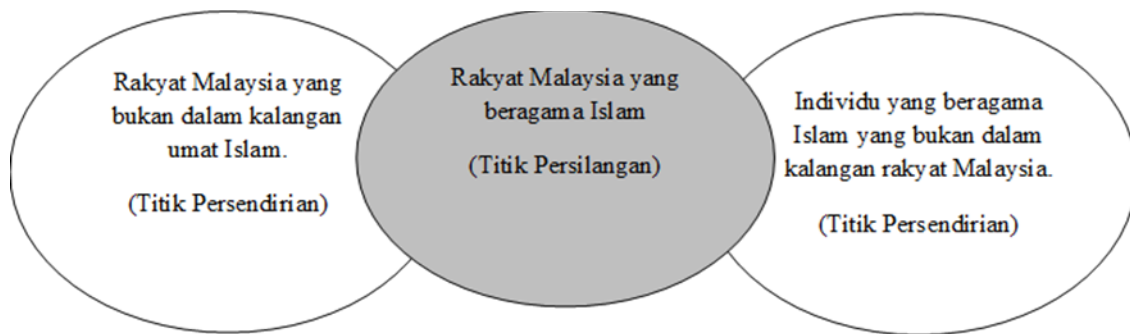 Rakyat Malaysia yang
bukan dalam kalangan
umat Islam.
(Titik Persendirian)
Rakyat Malaysia yang
beragama Islam
(Titik Persilangan)
Individu yang beragama
Islam yang bukan dalam
kalangan rakyat Malaysia.
(Titik Persendirian)